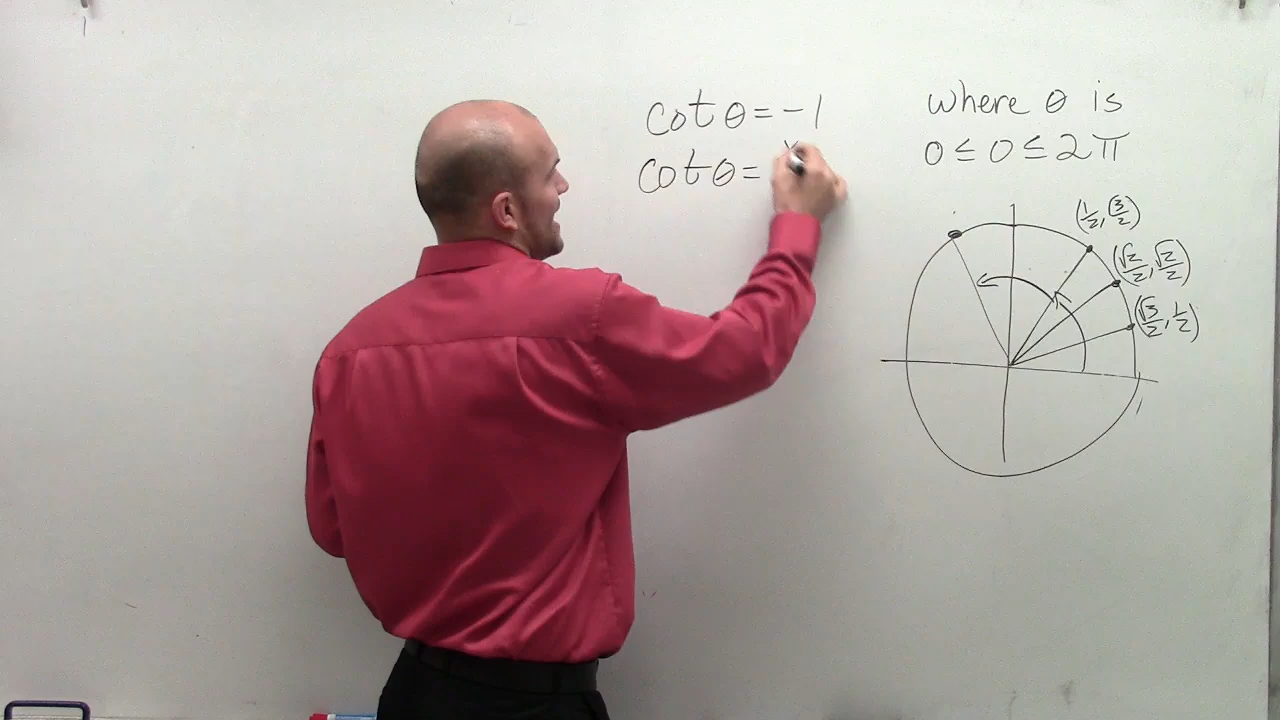 cot θ = -1
cot θ = x
where θ is
0 ≤ θ ≤ 2π
(1/2, √3/2)
(√2/2, √2/2)
(√3/2, 1/2)